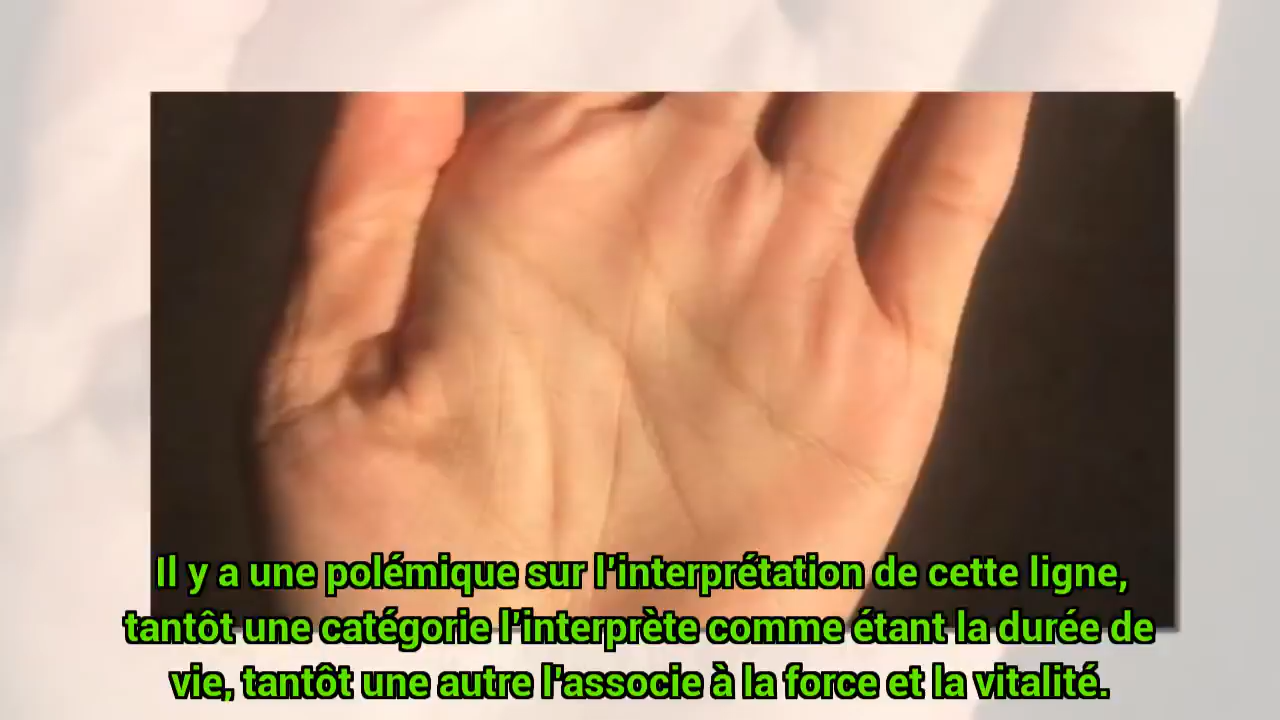 Il y a une polémique sur l'interprétation de cette ligne,
tantôt une catégorie l'interprète comme étant la durée de
vie, tantôt une autre l'associe à la force et la vitalité.